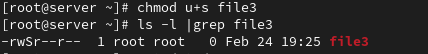 [root@server ~]# chmod u+s file3
[root@server ~]# ls -l |grep file3
-rwSr--r-- 1 root root 0 Feb 24 19:25 file3